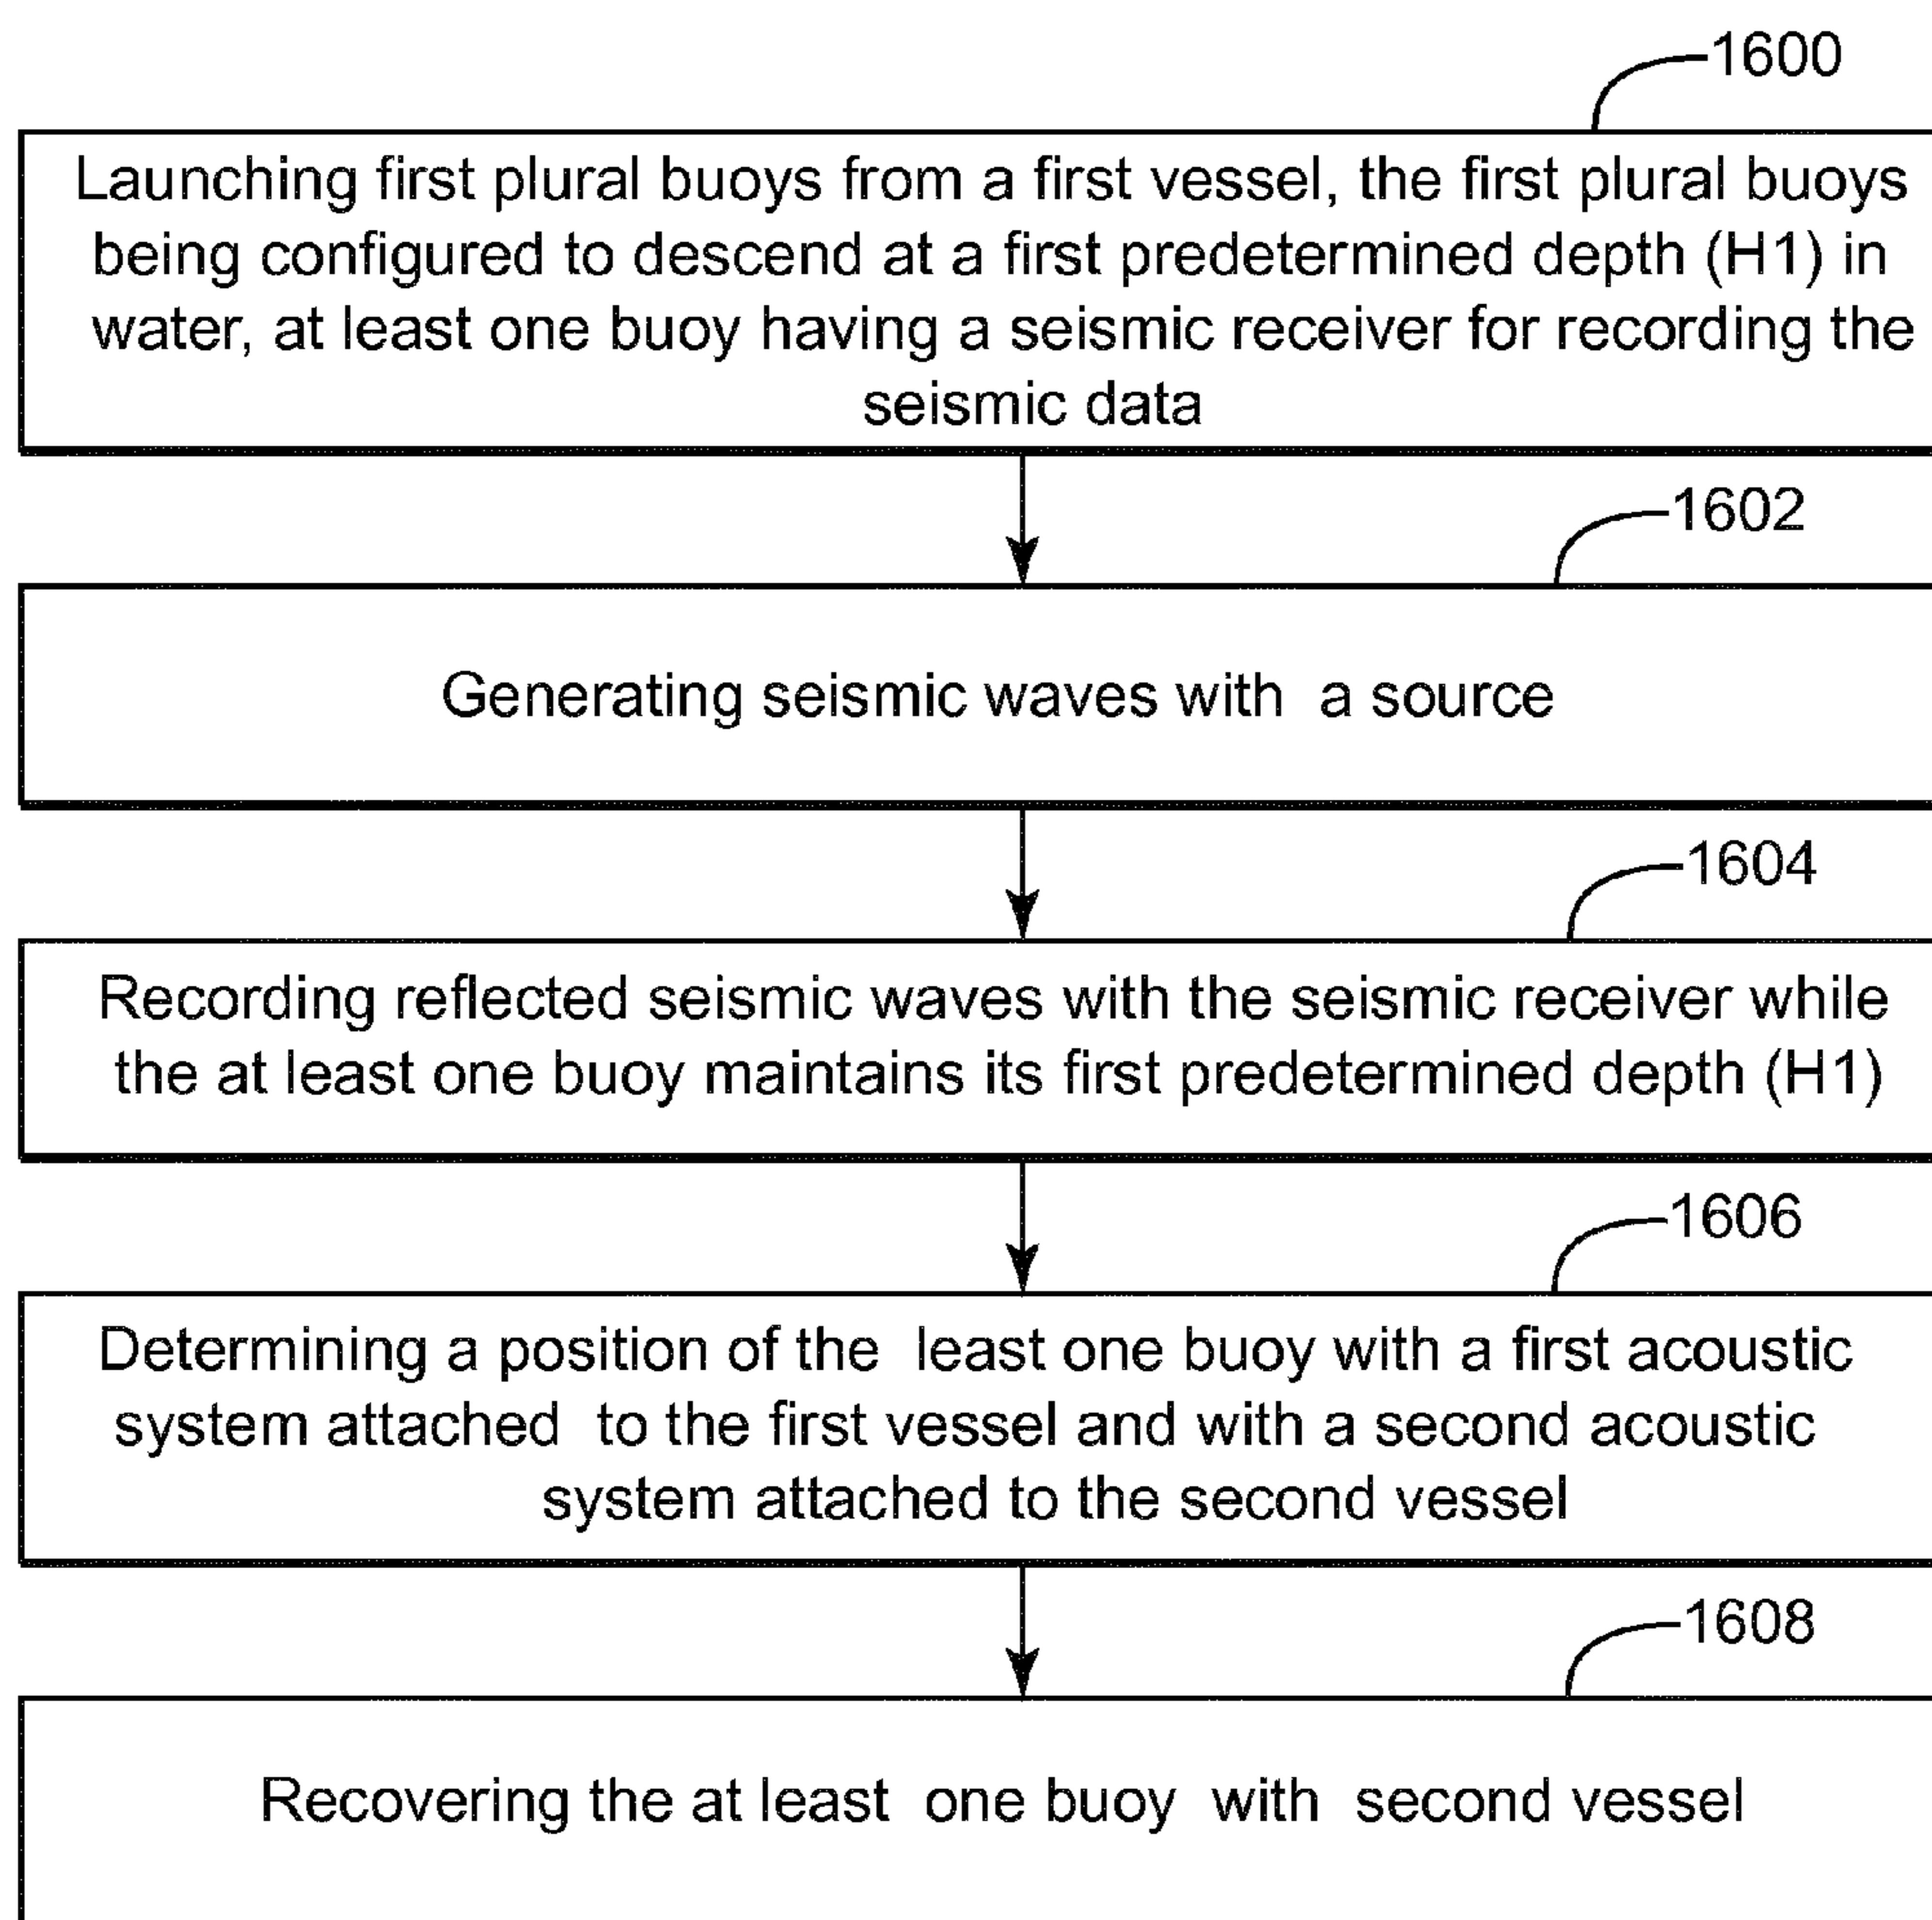 1600
Launching first plural buoys from a first vessel, the first plural buoys
being configured to descend at a first predetermined depth (H1) in
water, at least one buoy having a seismic receiver for recording the
seismic data
1602
Generating seismic waves with a source
1604
Recording reflected seismic waves with the seismic receiver while
the at least one buoy maintains its first predetermined depth (H1)
1606
Determining a position of the least one buoy with a first acoustic
system attached to the first vessel and with a second acoustic
system attached to the second vessel
1608
Recovering the at least one buoy with second vessel